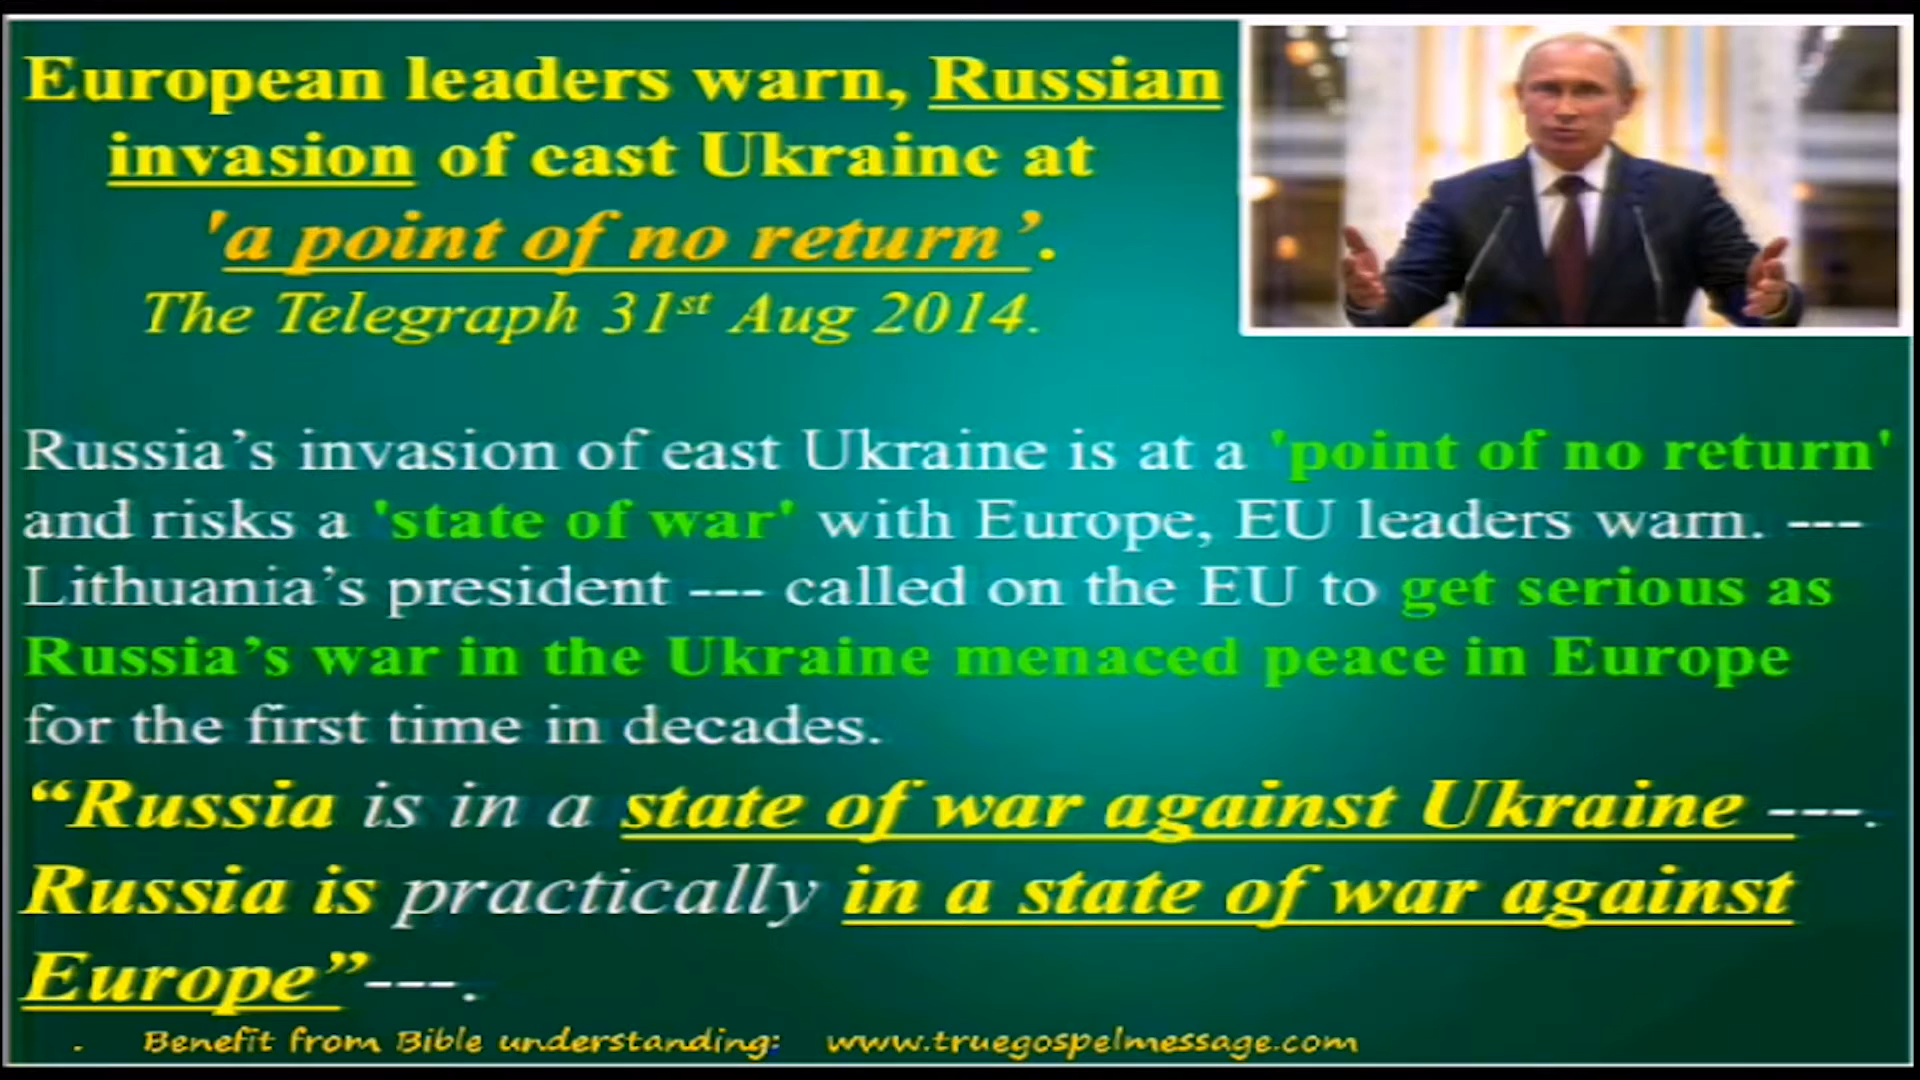 European leaders warn, Russian
invasion of east Ukraine at
'a point of no return’.
The Telegraph 31st Aug 2014.
Russia’s invasion of east Ukraine is at a 'point of no return'
and risks a 'state of war' with Europe, EU leaders warn. ---
Lithuania’s president --- called on the EU to get serious as
Russia’s war in the Ukraine menaced peace in Europe
for the first time in decades.
“Russia is in a state of war against Ukraine ---.
Russia is practically in a state of war against
Europe”---.
. Benefit from Bible understanding: www.truegospelmessage.com